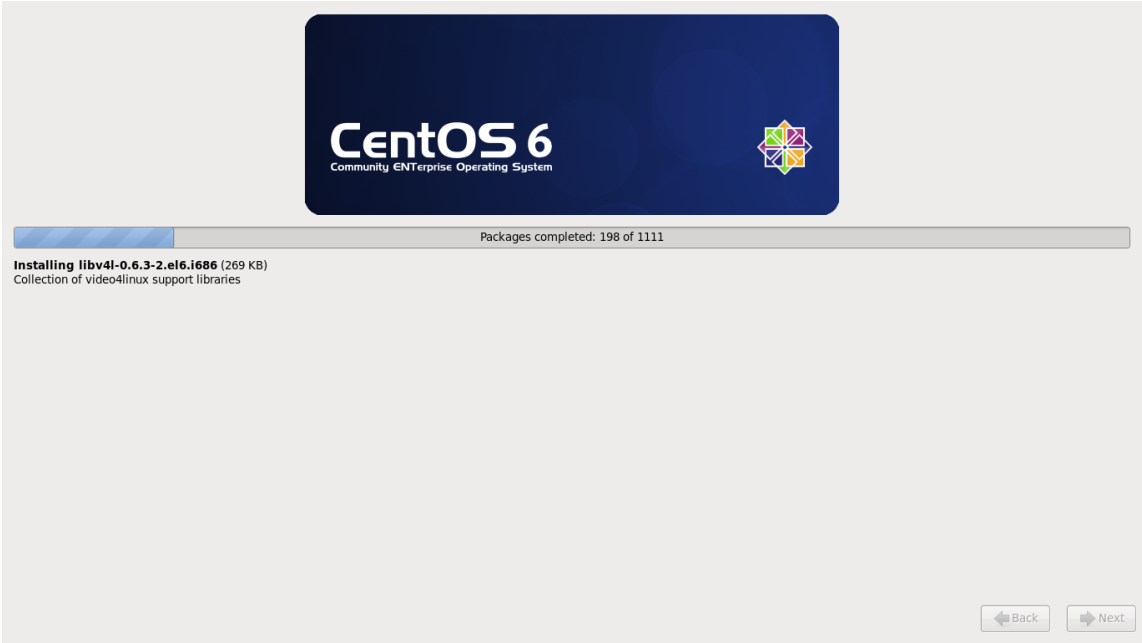 CentOS 6
Community ENTerprise Operating System
Packages completed: 198 of 1111
Installing libv4l-0.6.3-2.el6.i686 (269 KB)
Collection of video4linux support libraries
Back
Next